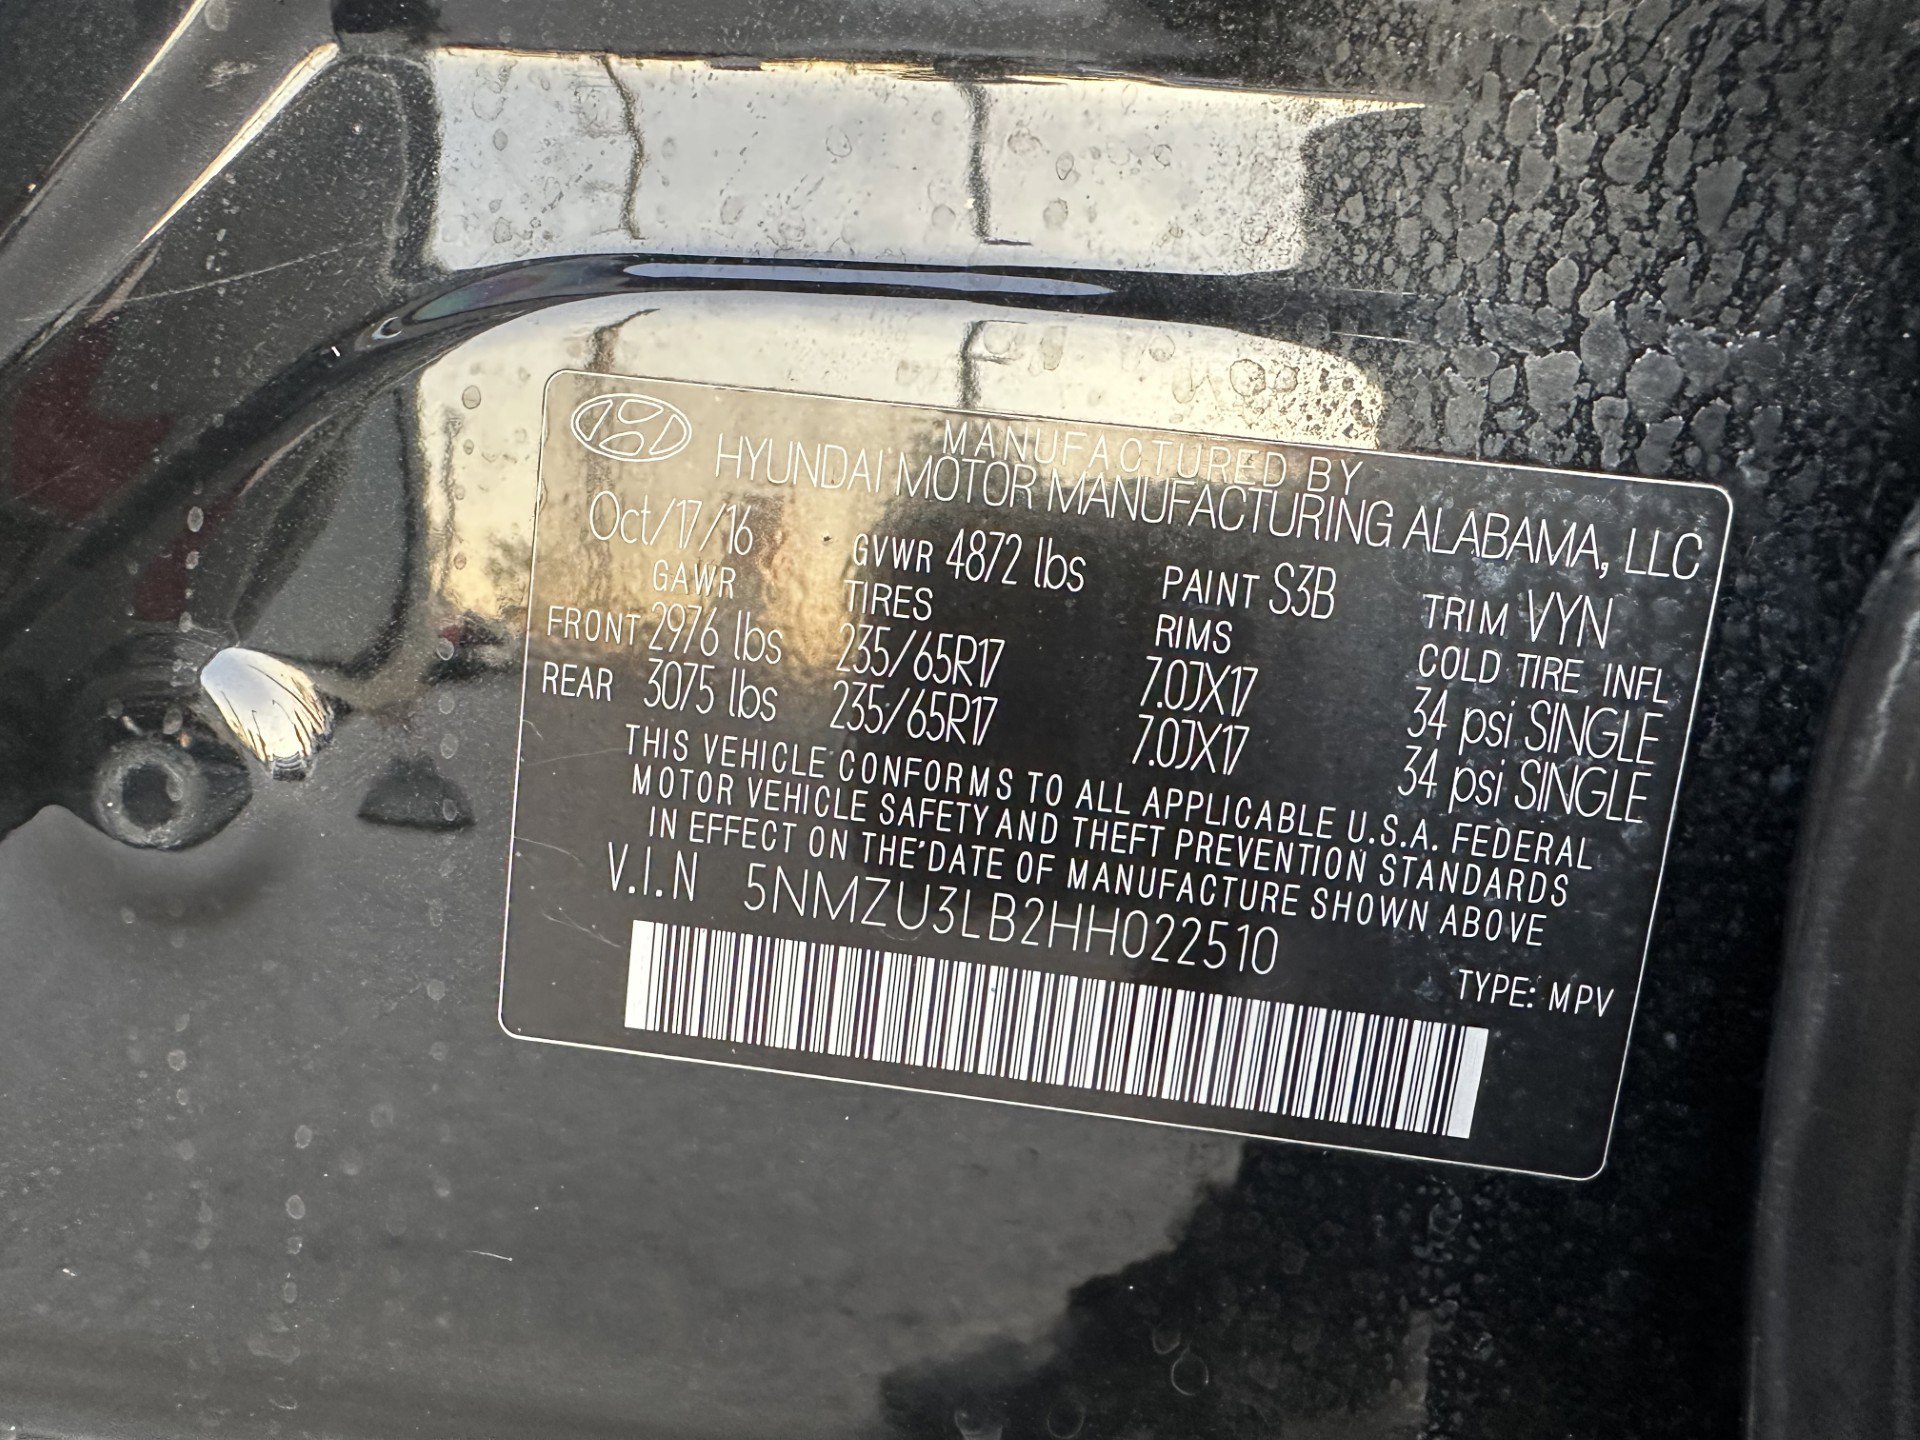 MANUFACTURED BY
HYUNDAI MOTOR MANUFACTURING ALABAMA, LLC
Oct/17/16 GVWR 4872 lbs PAINT S3B TRIM VYN
GAWR TIRES RIMS COLD TIRE INFL
FRONT 2976 lbs 235/65R17 7.0JX17 34 psi SINGLE
REAR 3075 lbs 235/65R17 7.0JX17 34 psi SINGLE
THIS VEHICLE CONFORMS TO ALL APPLICABLE U.S.A. FEDERAL
MOTOR VEHICLE SAFETY AND THEFT PREVENTION STANDARDS
IN EFFECT ON THE DATE OF MANUFACTURE SHOWN ABOVE
V.I.N 5NMZU3LB2HH022510
TYPE: MPV